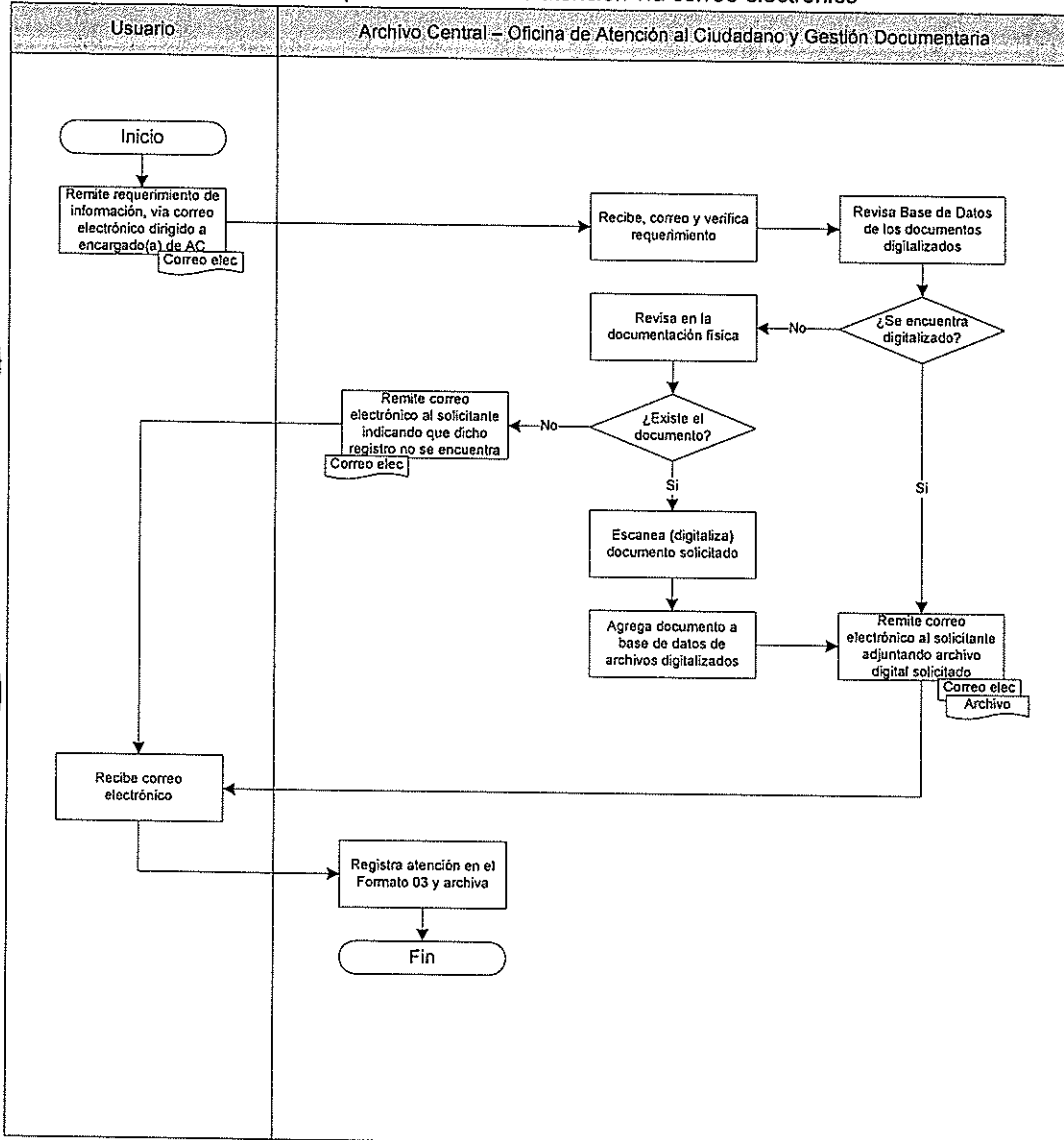 atención vía correo electrónico
Usuario
Archivo Central – Oficina de Atención al Ciudadano y Gestión Documentaria
Inicio
Remite requerimiento de
información, vía correo
electrónico dirigido a
encargado(a) de AC
Correo elec
Recibe, correo y verifica
requerimiento
Revisa Base de Datos
de los documentos
digitalizados
¿Se encuentra
digitalizado?
No
Revisa en la
documentación física
¿Existe el
documento?
No
Remite correo
electrónico al solicitante
indicando que dicho
registro no se encuentra
Correo elec
Si
Si
Escanea (digitaliza)
documento solicitado
Agrega documento a
base de datos de
archivos digitalizados
Remite correo
electrónico al solicitante
adjuntando archivo
digital solicitado
Correo elec
Archivo
Recibe correo
electrónico
Registra atención en el
Formato 03 y archiva
Fin